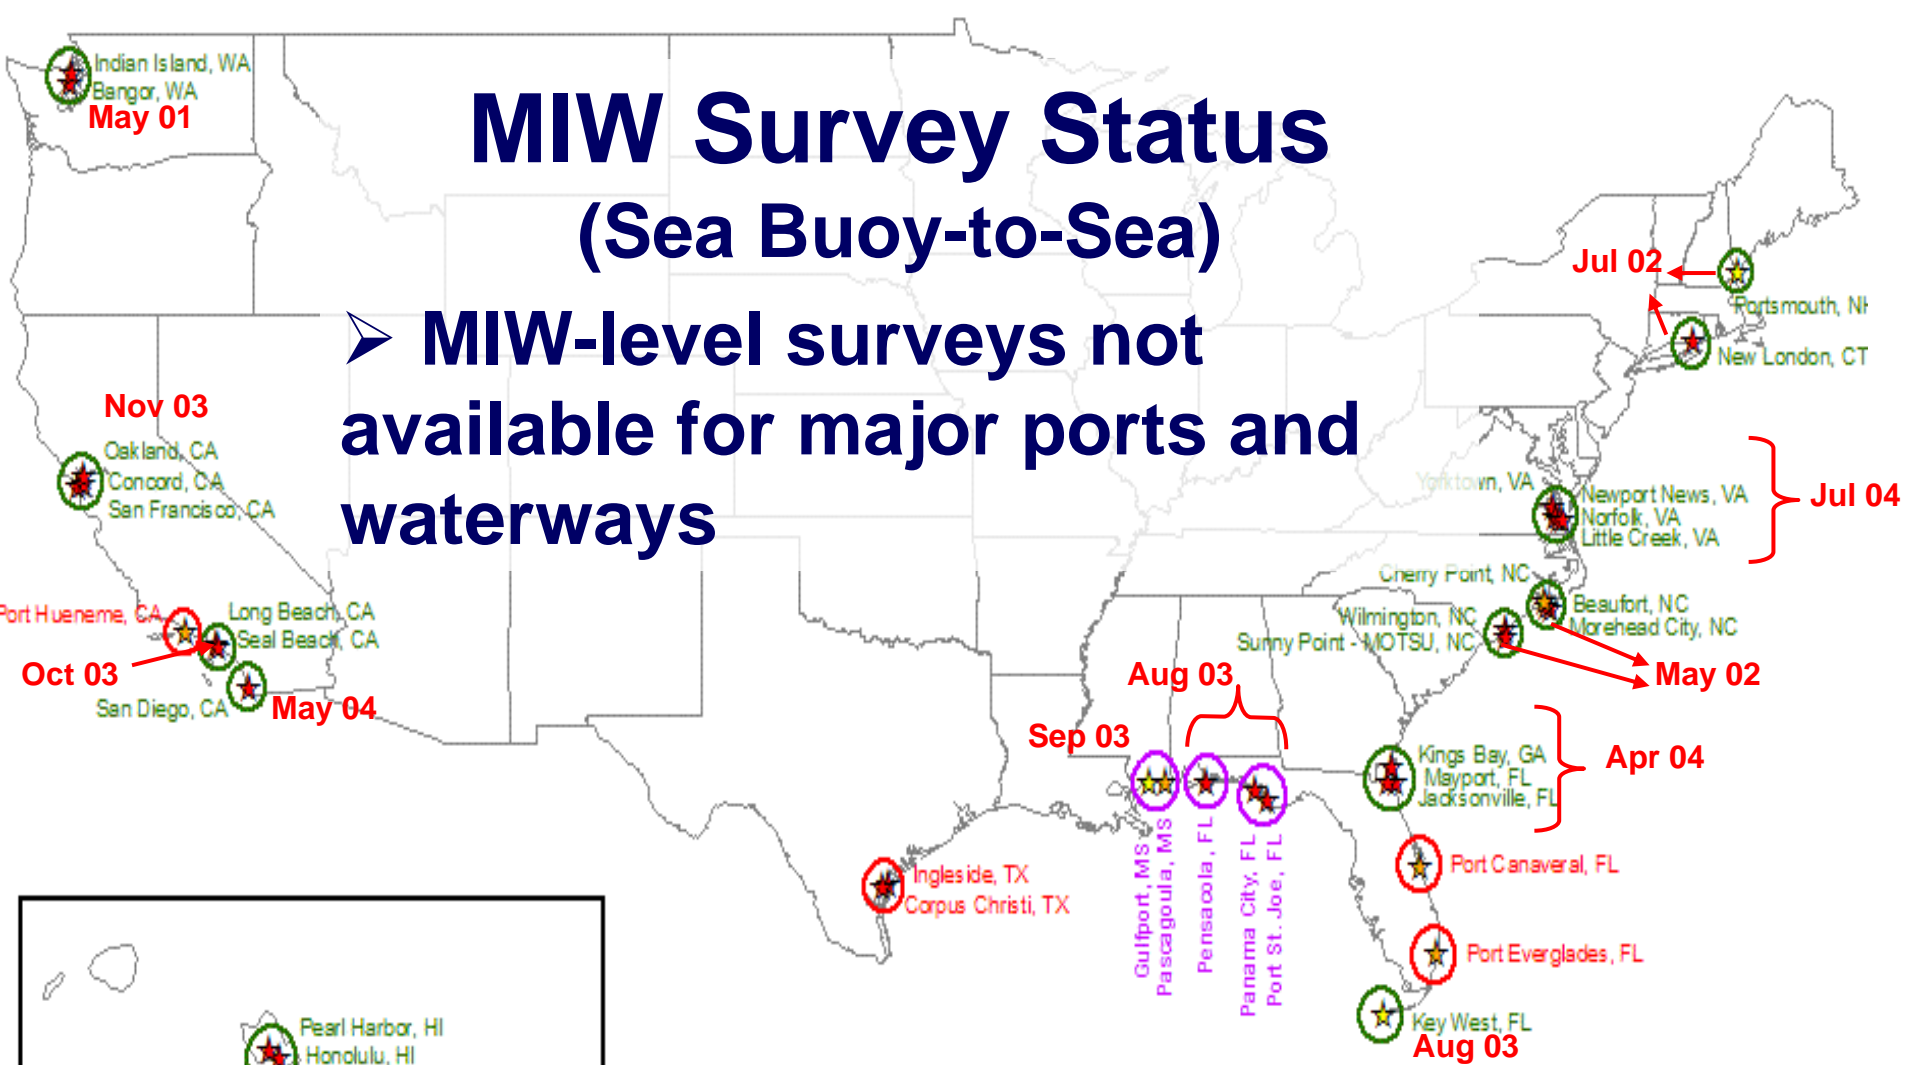 MIW Survey Status
(Sea Buoy-to-Sea)
➢ MIW-level surveys not
available for major ports and
waterways
Indian Island, WA
Bangor, WA
May 01
Nov 03
Oakland, CA
Concord, CA
San Francisco, CA
Port Hueneme, CA
Long Beach, CA
Seal Beach, CA
Oct 03
San Diego, CA
May 04
Jul 02
Portsmouth, NH
New London, CT
Yorktown, VA
Newport News, VA
Norfolk, VA
Little Creek, VA
Jul 04
Cherry Point, NC
Beaufort, NC
Morehead City, NC
Wilmington, NC
Sunny Point - MOTSU, NC
May 02
Aug 03
Sep 03
Kings Bay, GA
Mayport, FL
Jacksonville, FL
Apr 04
Gulfport, MS
Pascagoula, MS
Pensacola, FL
Panama City, FL
Port St. Joe, FL
Ingleside, TX
Corpus Christi, TX
Port Canaveral, FL
Port Everglades, FL
Key West, FL
Aug 03
Pearl Harbor, HI
Honolulu, HI